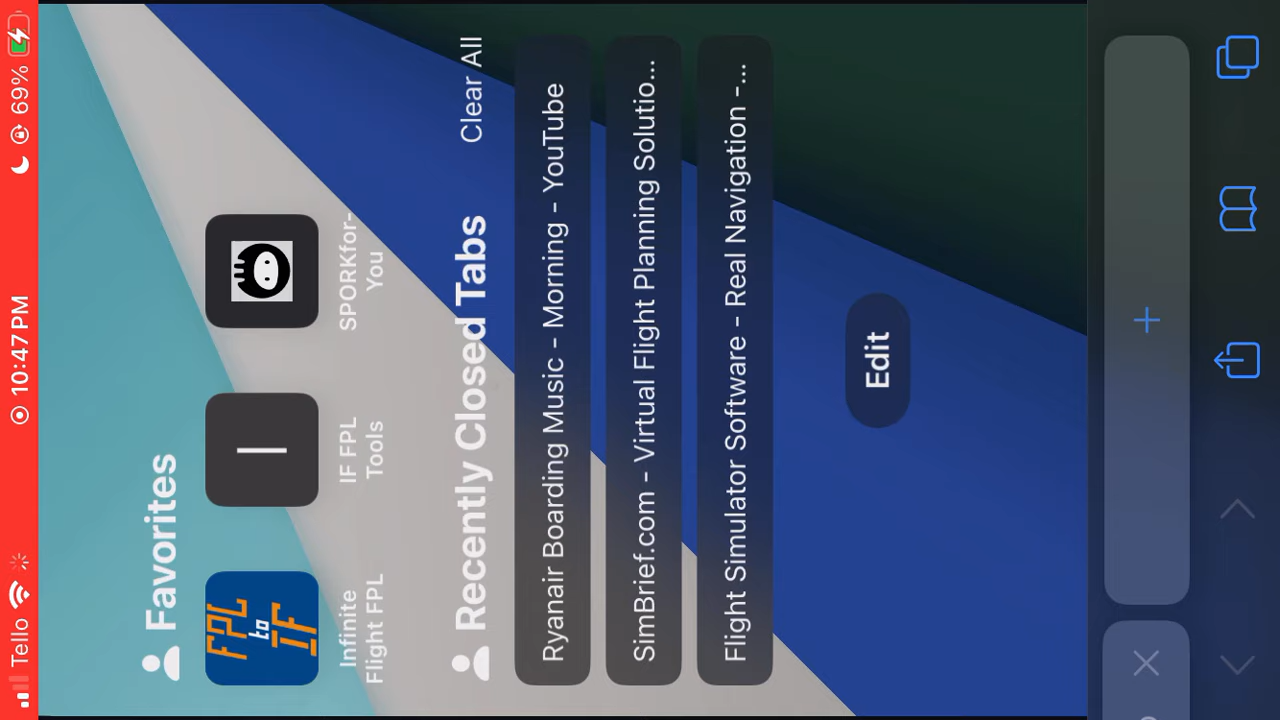 Tello 10:47 PM 69%
Favorites
FPL
to
IF
Infinite
Flight FPL
I
IF FPL
Tools
SPORKfor-
You
Recently Closed Tabs Clear All
Ryanair Boarding Music - Morning - YouTube
SimBrief.com - Virtual Flight Planning Solutio...
Flight Simulator Software - Real Navigation -...
Edit